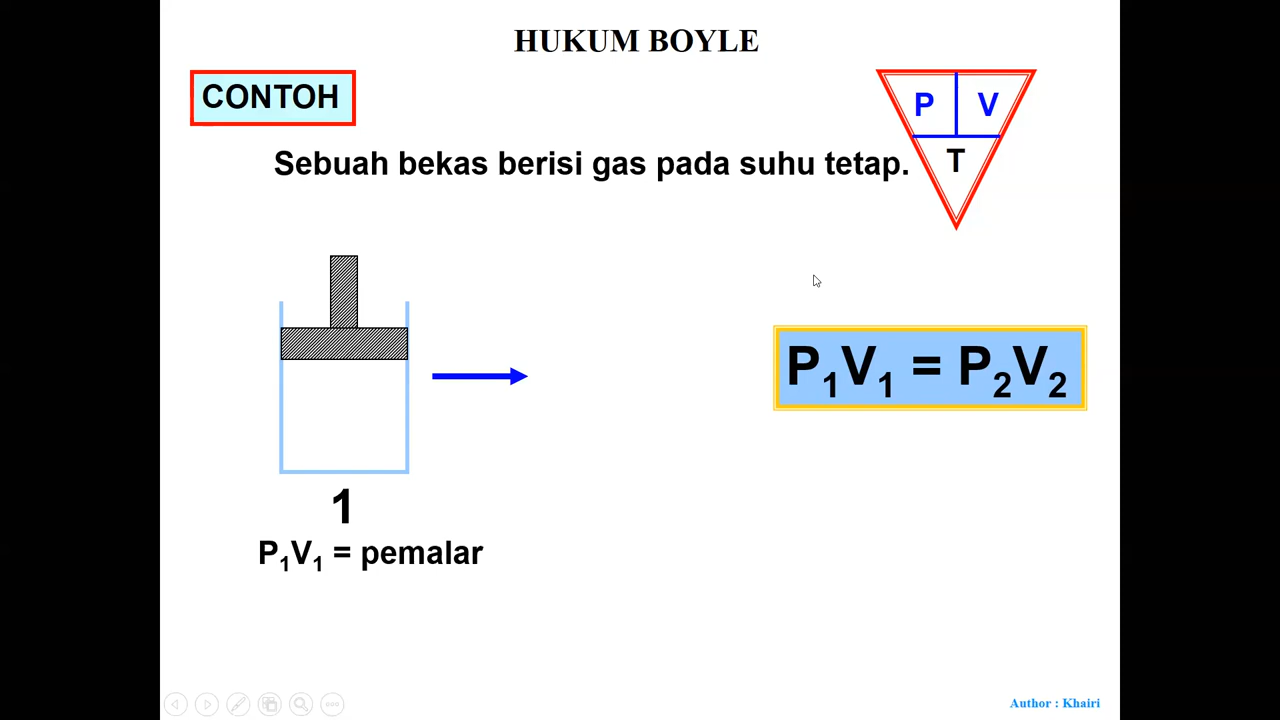 HUKUM BOYLE
CONTOH
P V
T
Sebuah bekas berisi gas pada suhu tetap.
P₁V₁ = P₂V₂
1
P₁V₁ = pemalar
Author : Khairi